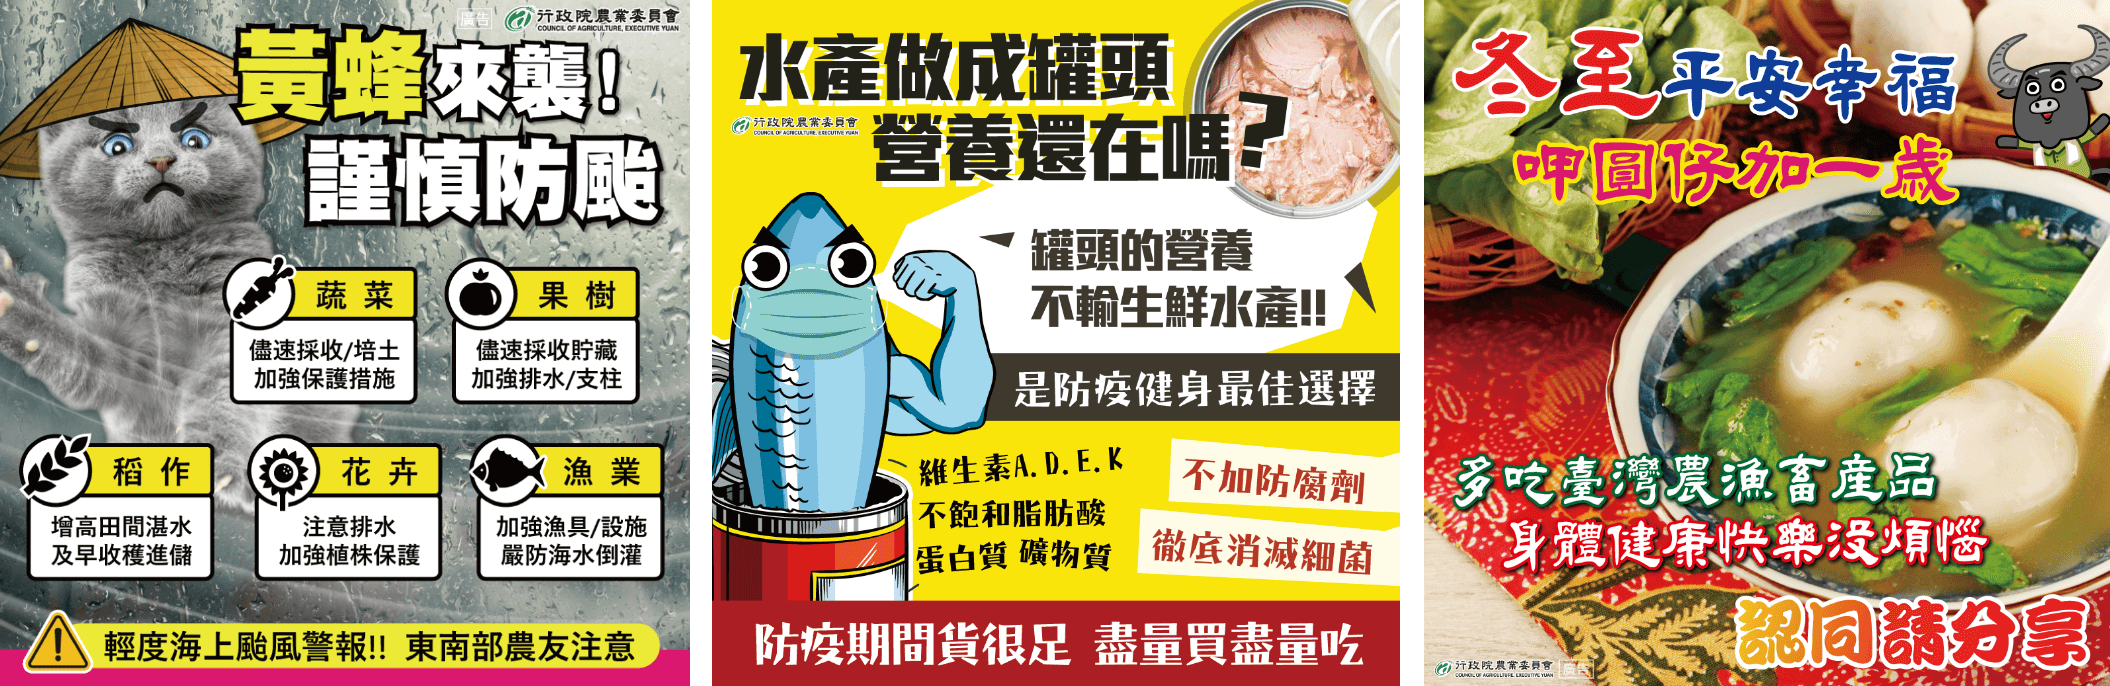 廣告
行政院農業委員會
COUNCIL OF AGRICULTURE, EXECUTIVE YUAN
黃蜂來襲!
謹慎防颱
蔬菜
儘速採收/培土
加強保護措施
果樹
儘速採收貯藏
加強排水/支柱
稻作
增高田間湛水
及早收穫進儲
花卉
注意排水
加強植株保護
漁業
加強漁具/設施
嚴防海水倒灌
輕度海上颱風警報!! 東南部農友注意
水產做成罐頭
營養還在嗎?
行政院農業委員會
COUNCIL OF AGRICULTURE, EXECUTIVE YUAN
罐頭的營養
不輸生鮮水產!!
是防疫健身最佳選擇
維生素A.D.E.K
不飽和脂肪酸
蛋白質 礦物質
不加防腐劑
徹底消滅細菌
防疫期間貨很足 盡量買盡量吃
冬至平安幸福
呷圓仔加一歲
多吃臺灣農漁畜產品
身體健康快樂沒煩惱
認同請分享
行政院農業委員會
COUNCIL OF AGRICULTURE, EXECUTIVE YUAN
廣告